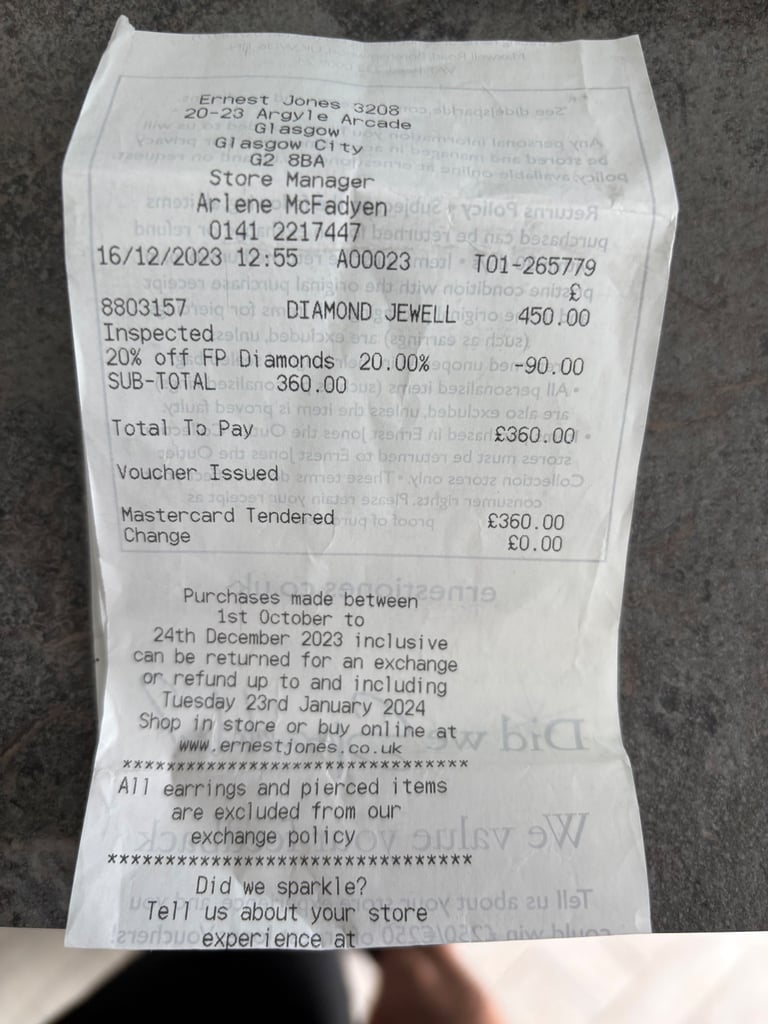 Ernest Jones 3208
20-23 Argyle Arcade
Glasgow
Glasgow City
G2 8BA
Store Manager
Arlene McFadyen
0141 2217447
16/12/2023 12:55 A00023 T01-265779
£
8803157 DIAMOND JEWELL 450.00
Inspected
20% off FP Diamonds 20.00% -90.00
SUB-TOTAL 360.00
Total To Pay £360.00
Voucher Issued
Mastercard Tendered £360.00
Change £0.00
Purchases made between
1st October to
24th December 2023 inclusive
can be returned for an exchange
or refund up to and including
Tuesday 23rd January 2024
Shop in store or buy online at
www.ernestjones.co.uk
******************************
All earrings and pierced items
are excluded from our
exchange policy
********************************
Did we sparkle?
Tell us about your store
experience at